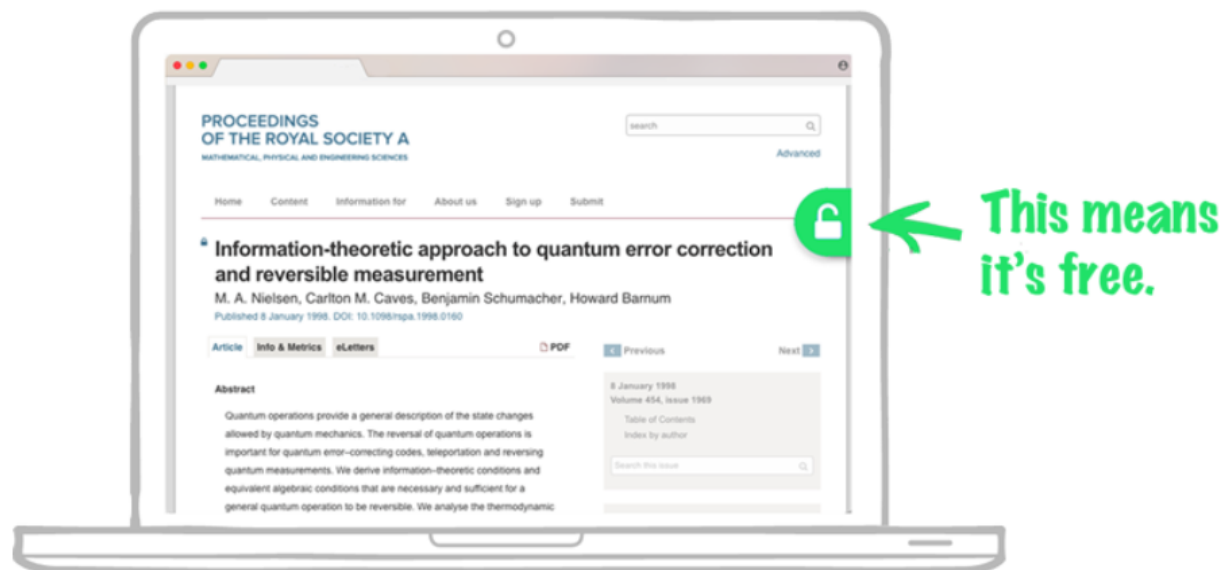 PROCEEDINGS
OF THE ROYAL SOCIETY A
MATHEMATICAL, PHYSICAL AND ENGINEERING SCIENCES
search
Advanced
Home Content Information for About us Sign up Submit
Information-theoretic approach to quantum error correction
and reversible measurement
M. A. Nielsen, Carlton M. Caves, Benjamin Schumacher, Howard Barnum
Published 8 January 1998. DOI: 10.1098/rspa.1998.0160
Article Info & Metrics eLetters PDF
Previous Next
Abstract
Quantum operations provide a general description of the state changes
allowed by quantum mechanics. The reversal of quantum operations is
important for quantum error–correcting codes, teleportation and reversing
quantum measurements. We derive information–theoretic conditions and
equivalent algebraic conditions that are necessary and sufficient for a
general quantum operation to be reversible. We analyse the thermodynamic
8 January 1998
Volume 454, issue 1969
Table of Contents
Index by author
Search this issue
This means
it's free.